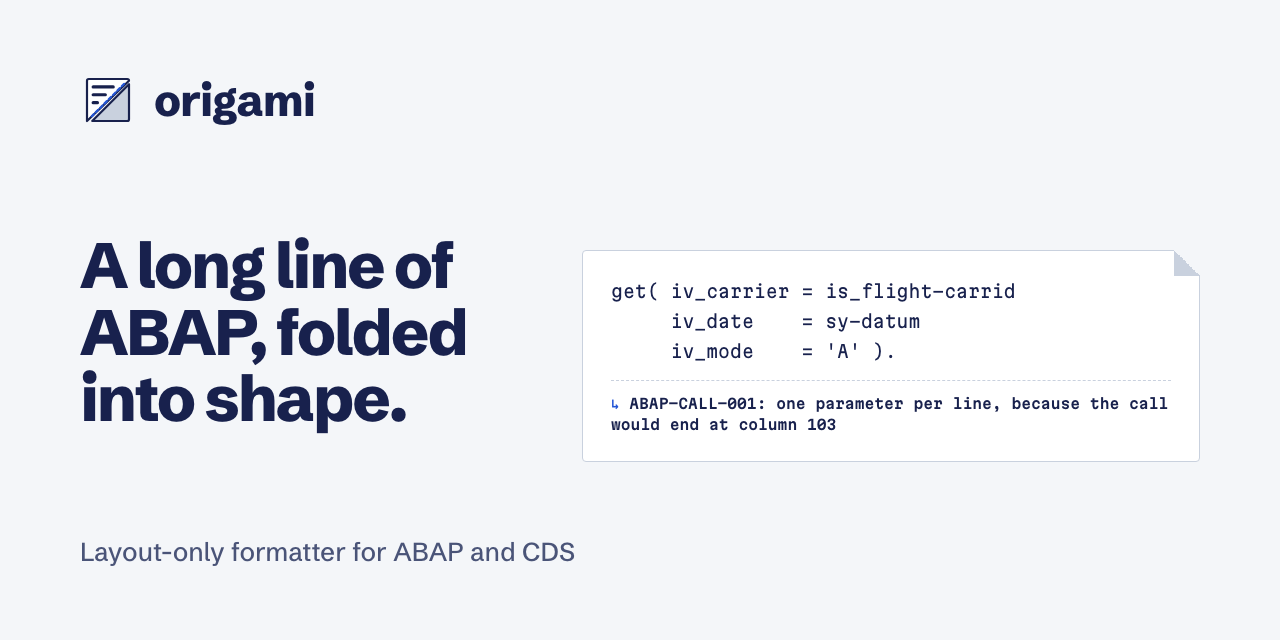 origami
A long line of
ABAP, folded
into shape.
get( iv_carrier = is_flight-carrid
     iv_date    = sy-datum
     iv_mode    = 'A' ).
↳ ABAP-CALL-001: one parameter per line, because the call
would end at column 103
Layout-only formatter for ABAP and CDS